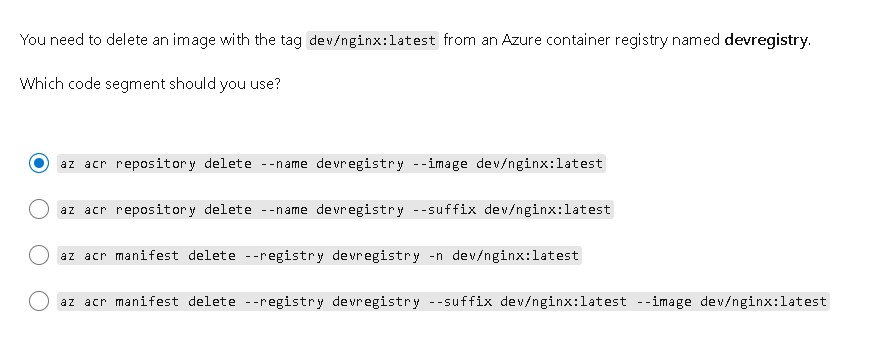 You need to delete an image with the tag dev/nginx:latest from an Azure container registry named devregistry.
Which code segment should you use?
az acr repository delete --name devregistry --image dev/nginx:latest
az acr repository delete --name devregistry --suffix dev/nginx:latest
az acr manifest delete --registry devregistry -n dev/nginx:latest
az acr manifest delete --registry devregistry --suffix dev/nginx:latest --image dev/nginx:latest